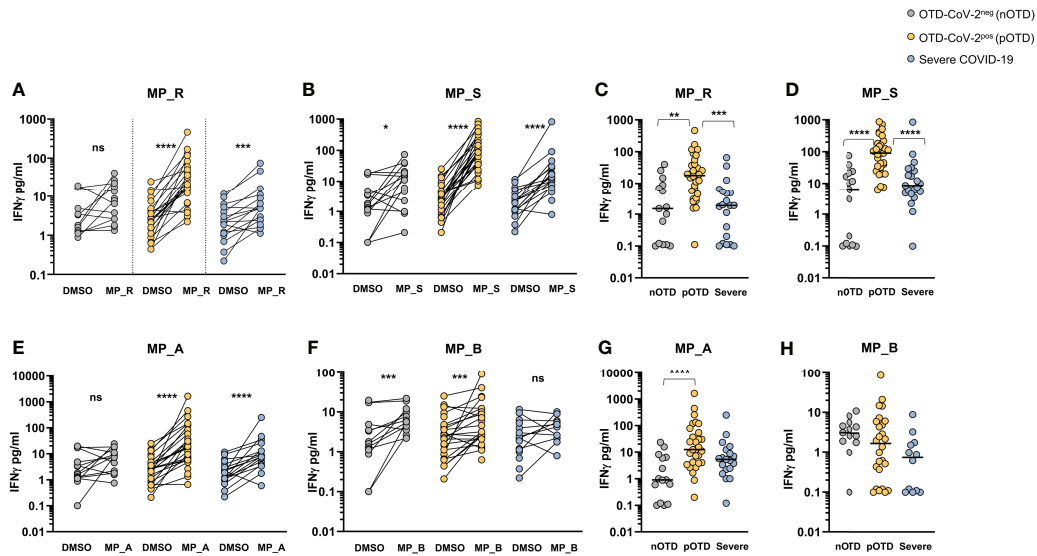 OTD-CoV-2neg (nOTD)
OTD-CoV-2pos (pOTD)
Severe COVID-19
A
MP_R
IFNγ pg/ml
1000
100
10
1
0.1
ns
****
***
DMSO MP_R DMSO MP_R DMSO MP_R
B
MP_S
IFNγ pg/ml
1000
100
10
1
0.1
0.01
*
****
****
DMSO MP_S DMSO MP_S DMSO MP_S
C
MP_R
IFNγ pg/ml
1000
100
10
1
0.1
0.01
**
***
nOTD pOTD Severe
D
MP_S
IFNγ pg/ml
1000
100
10
1
0.1
0.01
****
****
n0TD pOTD Severe
E
MP_A
IFNγ pg/ml
10000
1000
100
10
1
0.1
0.01
ns
****
****
DMSO MP_A DMSO MP_A DMSO MP_A
F
MP_B
IFNγ pg/ml
100
10
1
0.1
0.01
***
***
ns
DMSO MP_B DMSO MP_B DMSO MP_B
G
MP_A
IFNγ pg/ml
10000
1000
100
10
1
0.1
0.01
****
nOTD pOTD Severe
H
MP_B
IFNγ pg/ml
100
10
1
0.1
0.01
nOTD pOTD Severe